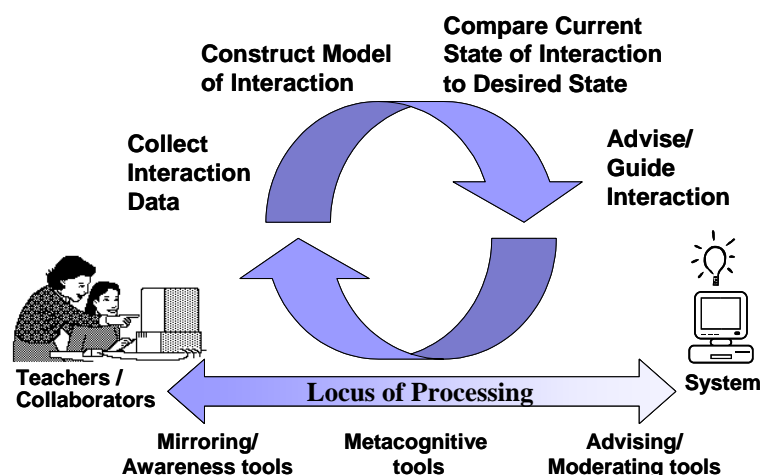 Construct Model
of Interaction
Compare Current
State of Interaction
to Desired State
Collect
Interaction
Data
Advise/
Guide
Interaction
Teachers /
Collaborators
Locus of Processing
System
Mirroring/
Awareness tools
Metacognitive
tools
Advising/
Moderating tools